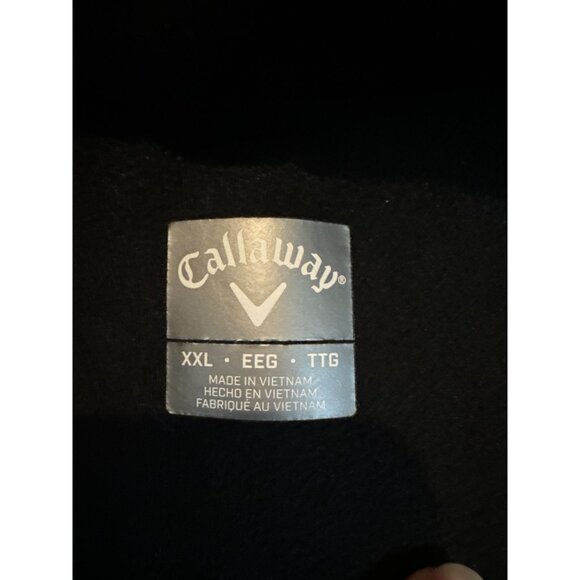 Callaway®
XXL • EEG • TTG
MADE IN VIETNAM
HECHO EN VIETNAM
FABRIQUÉ AU VIETNAM